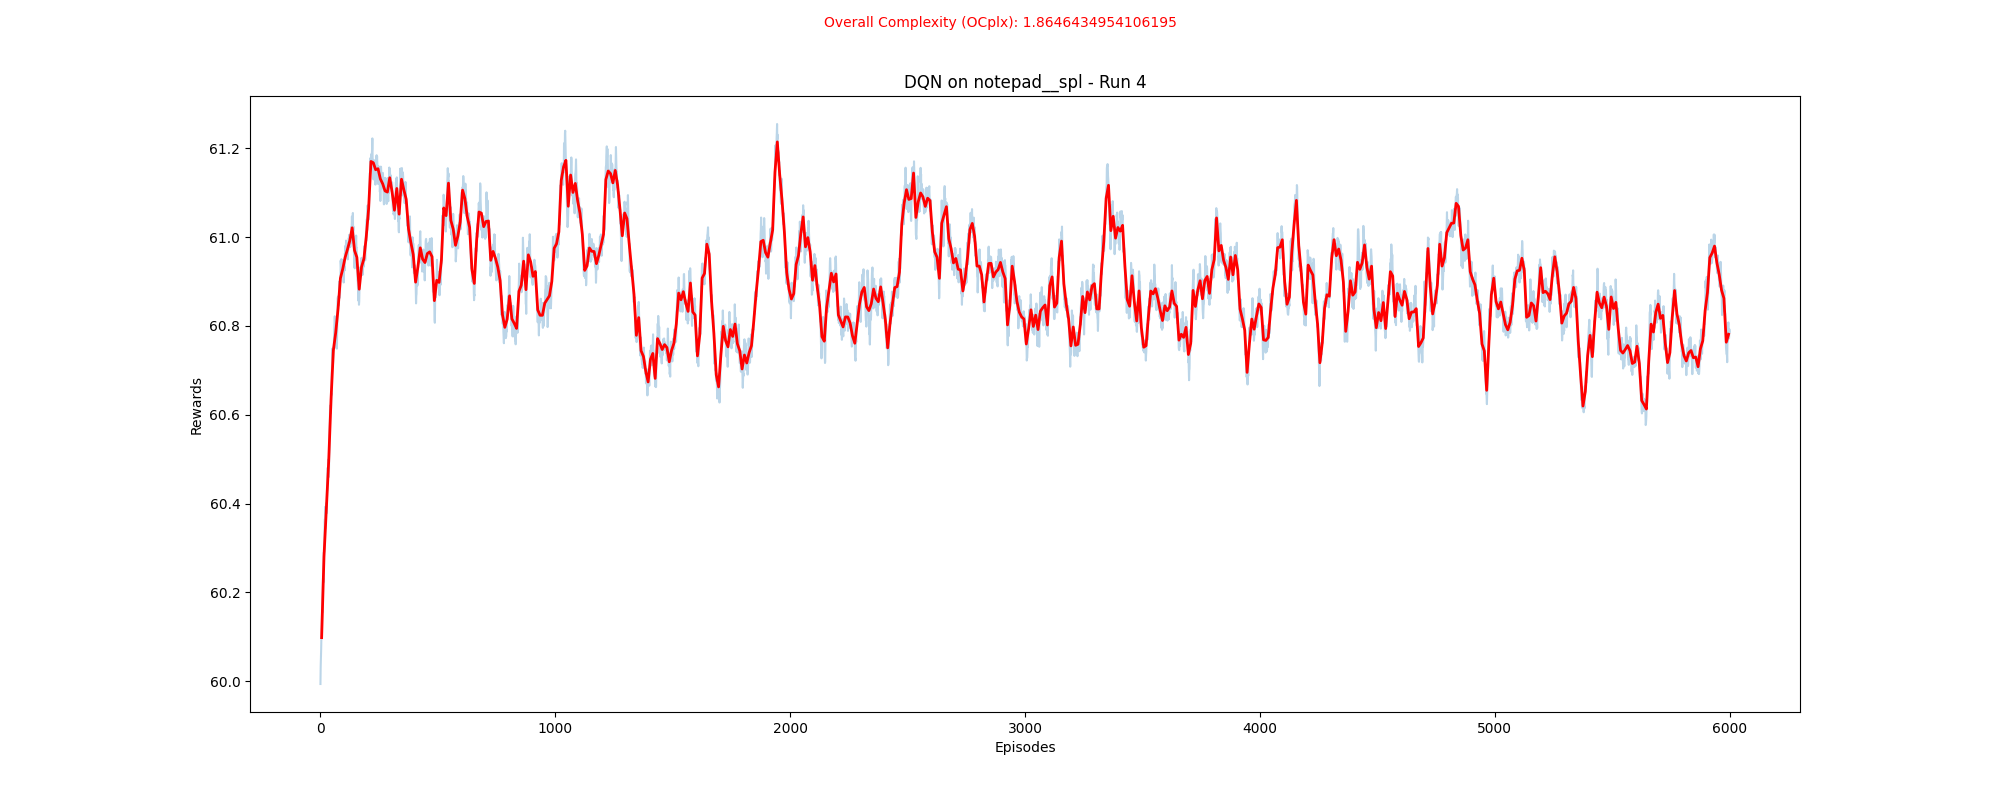 Overall Complexity (OCplx): 1.8646434954106195
DQN on notepad__spl - Run 4
61.2
61.0
60.8
60.6
60.4
60.2
60.0
Rewards
0 1000 2000 3000 4000 5000 6000
Episodes